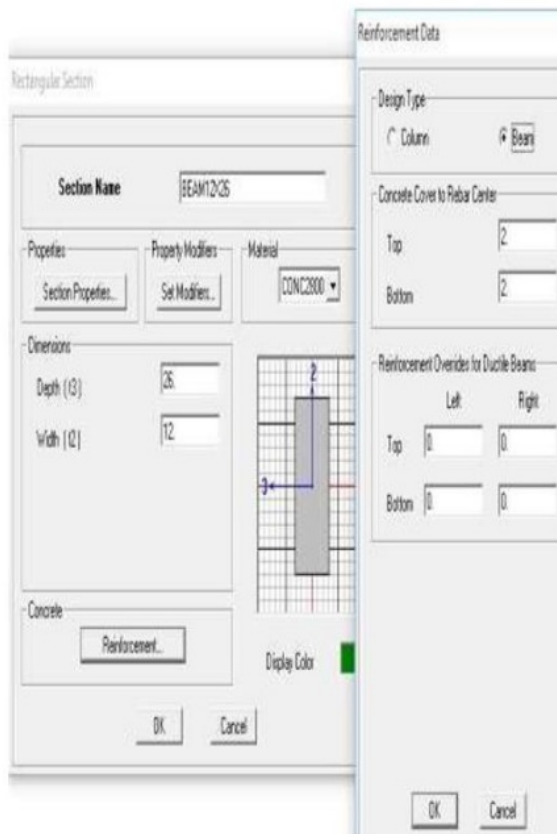 Rectangular Section
Section Name BEAM12X26
Properties
Section Properties...
Property Modifiers
Set Modifiers...
Material
CONC2800
Dimensions
Depth ( t3 ) 26.
Width ( t2 ) 12.
2
3
Concrete
Reinforcement...
Display Color
OK Cancel
Reinforcement Data
Design Type
Column Beam
Concrete Cover to Rebar Center
Top 2.
Bottom 2.
Reinforcement Overrides for Ductile Beams
Left Right
Top 0. 0.
Bottom 0. 0.
OK Cancel